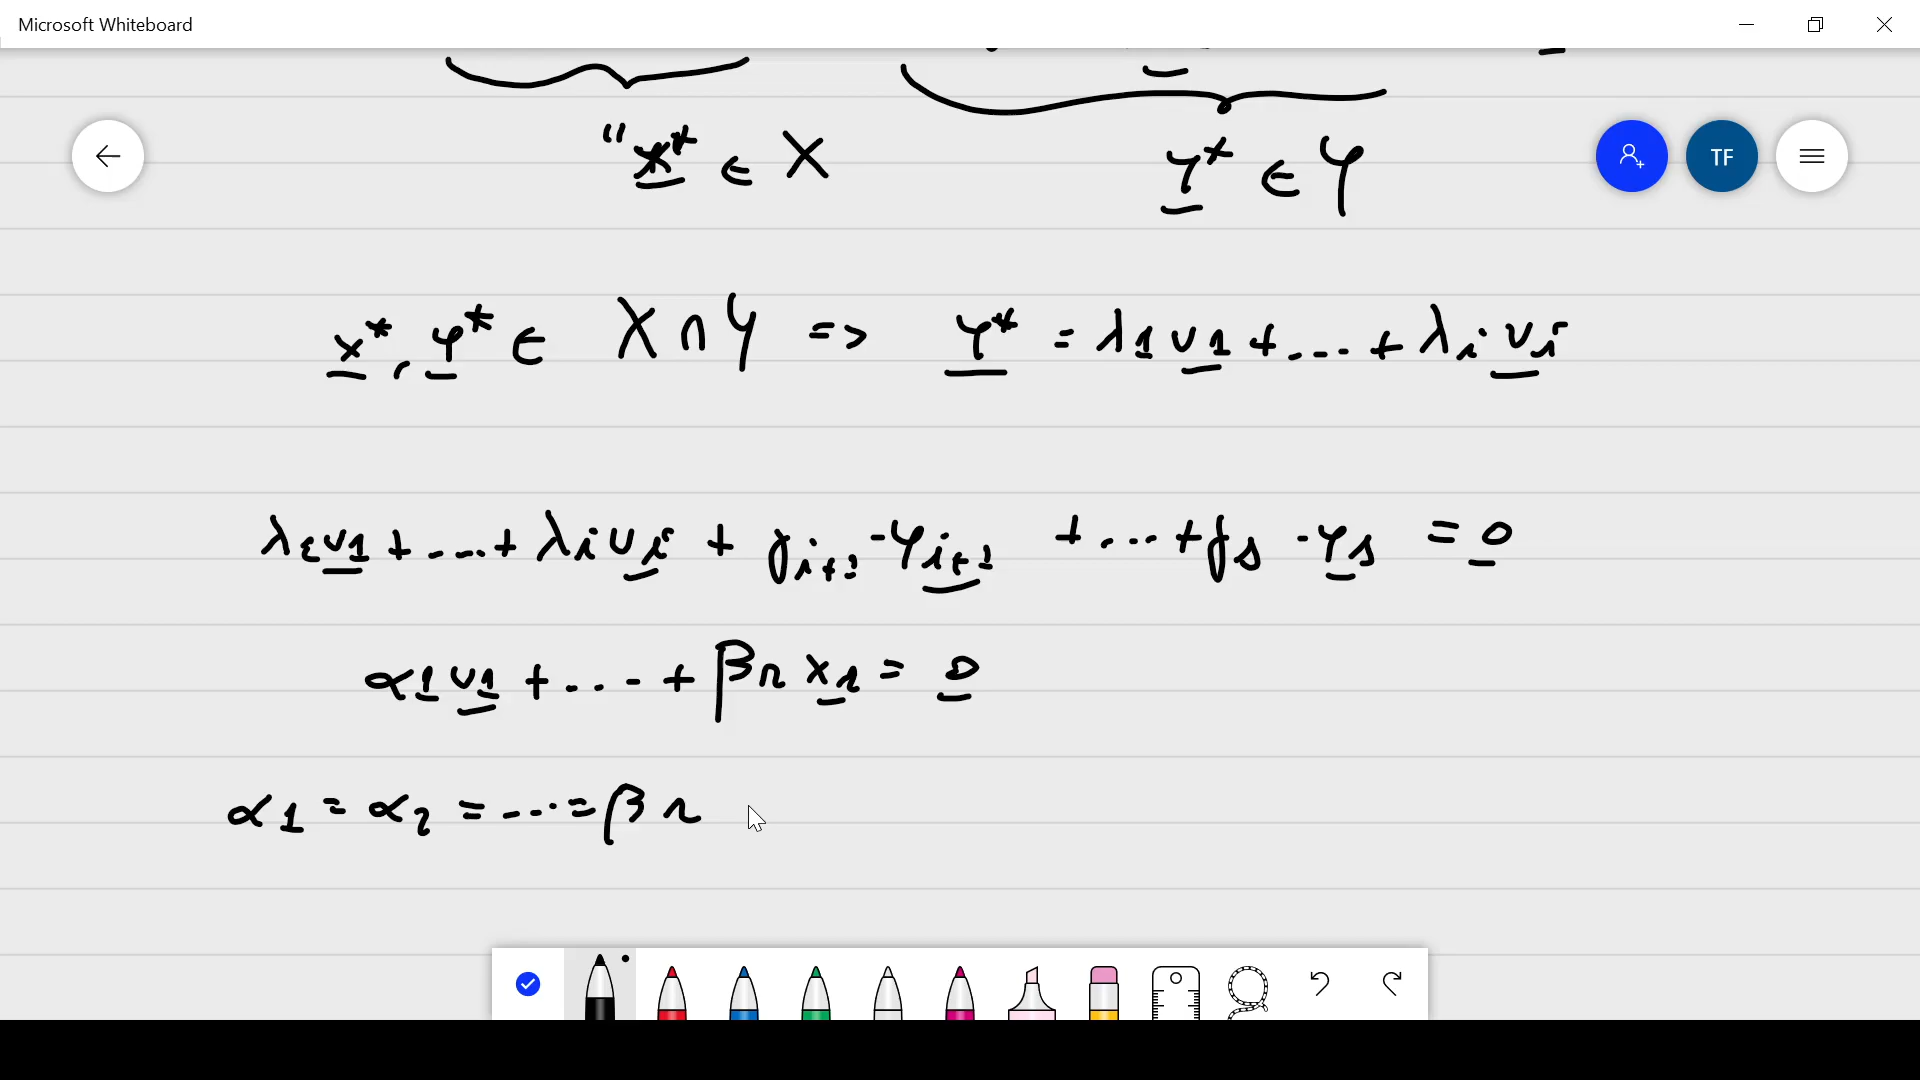 Microsoft Whiteboard
"x* ∈ X y* ∈ Y
TF
x*, y* ∈ X ∩ Y => y* = λ1 v1 + .... + λi vi
λ1 v1 + .... + λi vi + γi+1 · yi+1 + ... + γs · ys = 0
α1 v1 + .... + βr xr = 0
α1 = α2 = ... = βr